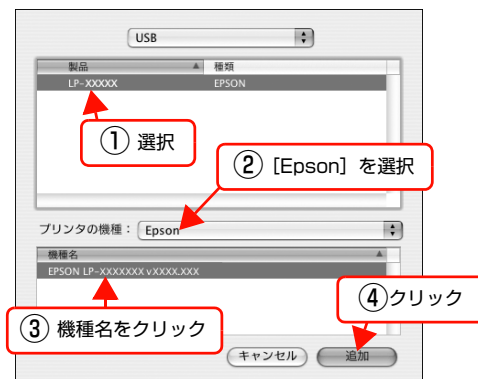 USB
製品 種類
LP-XXXXX EPSON
① 選択
② [Epson] を選択
プリンタの機種： Epson
機種名
EPSON LP-XXXXXXX vXXXX.XXX
④クリック
③ 機種名をクリック
キャンセル 追加